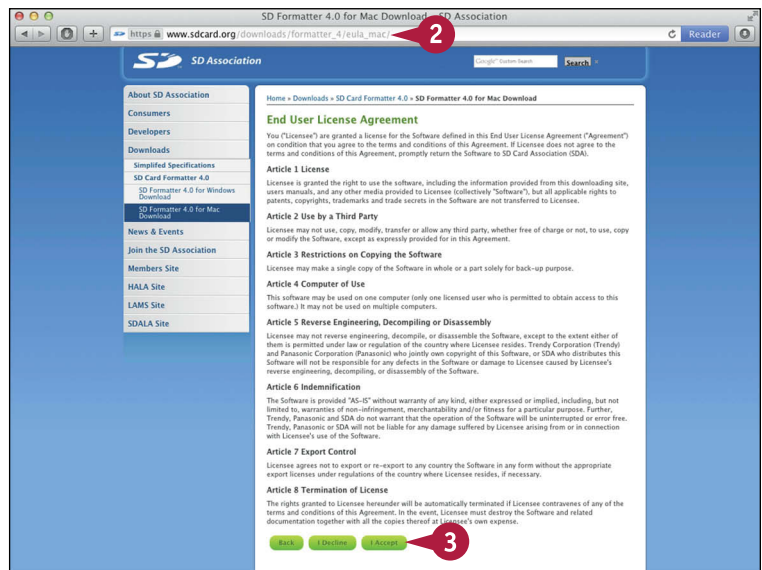 SD Formatter 4.0 for Mac Download – SD Association
https www.sdcard.org/downloads/formatter_4/eula_mac/
2
Reader
SD Association
Google™ Custom Search
Search
About SD Association
Consumers
Developers
Downloads
Simplifed Specifications
SD Card Formatter 4.0
SD Formatter 4.0 for Windows
Download
SD Formatter 4.0 for Mac
Download
News & Events
Join the SD Association
Members Site
HALA Site
LAMS Site
SDALA Site
Home » Downloads » SD Card Formatter 4.0 » SD Formatter 4.0 for Mac Download
End User License Agreement
You ("Licensee") are granted a license for the Software defined in this End User License Agreement ("Agreement")
on condition that you agree to the terms and conditions of this Agreement. If Licensee does not agree to the
terms and conditions of this Agreement, promptly return the Software to SD Card Association (SDA).
Article 1 License
Licensee is granted the right to use the software, including the information provided from this downloading site,
users manuals, and any other media provided to Licensee (collectively "Software"), but all applicable rights to
patents, copyrights, trademarks and trade secrets in the Software are not transferred to Licensee.
Article 2 Use by a Third Party
Licensee may not use, copy, modify, transfer or allow any third party, whether free of charge or not, to use, copy
or modify the Software, except as expressly provided for in this Agreement.
Article 3 Restrictions on Copying the Software
Licensee may make a single copy of the Software in whole or a part solely for back-up purpose.
Article 4 Computer of Use
This software may be used on one computer (only one licensed user who is permitted to obtain access to this
software.) It may not be used on multiple computers.
Article 5 Reverse Engineering, Decompiling or Disassembly
Licensee may not reverse engineering, decompile, or disassemble the Software, except to the extent either of
them is permitted under law or regulation of the country where Licensee resides. Trendy Corporation (Trendy)
and Panasonic Corporation (Panasonic) who jointly own copyright of this Software, or SDA who distributes this
Software will not be responsible for any defects in the Software or damage to Licensee caused by Licensee's
reverse engineering, decompiling, or disassembly of the Software.
Article 6 Indemnification
The Software is provided "AS-IS" without warranty of any kind, either expressed or implied, including, but not
limited to, warranties of non-infringement, merchantability and/or fitness for a particular purpose. Further,
Trendy, Panasonic and SDA do not warrant that the operation of the Software will be uninterrupted or error free.
Trendy, Panasonic or SDA will not be liable for any damage suffered by Licensee arising from or in connection
with Licensee's use of the Software.
Article 7 Export Control
Licensee agrees not to export or re-export to any country the Software in any form without the appropriate
export licenses under regulations of the country where Licensee resides, if necessary.
Article 8 Termination of License
The rights granted to Licensee hereunder will be automatically terminated if Licensee contravenes of any of the
terms and conditions of this Agreement. In the event, Licensee must destroy the Software and related
documentation together with all the copies thereof at Licensee's own expense.
Back
I Decline
I Accept
3